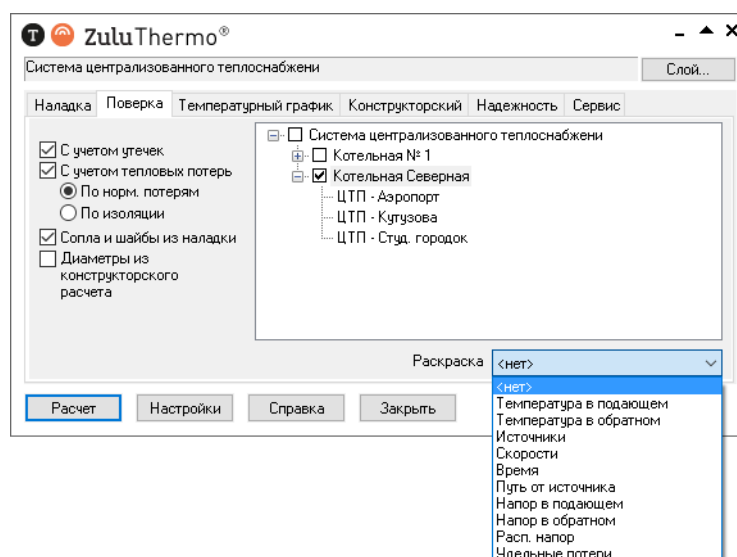 T ZuluThermo®
Система централизованного теплоснабжени
Слой...
Наладка Поверка Температурный график Конструкторский Надежность Сервис
С учетом утечек
С учетом тепловых потерь
По норм. потерям
По изоляции
Сопла и шайбы из наладки
Диаметры из
конструкторского
расчета
Система централизованного теплоснабжени
Котельная № 1
Котельная Северная
ЦТП - Аэропорт
ЦТП - Кутузова
ЦТП - Студ. городок
Раскраска <нет>
Расчет Настройки Справка Закрыть
<нет>
Температура в подающем
Температура в обратном
Источники
Скорости
Время
Путь от источника
Напор в подающем
Напор в обратном
Расп. напор
Удельные потери